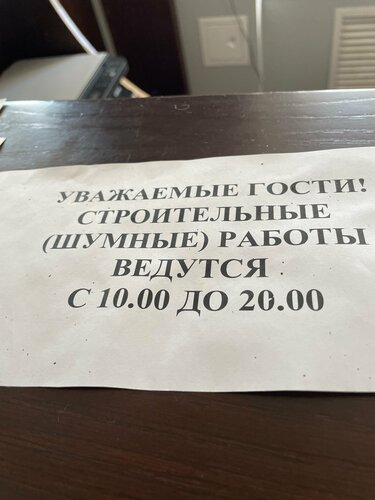 УВАЖАЕМЫЕ ГОСТИ!
СТРОИТЕЛЬНЫЕ
(ШУМНЫЕ) РАБОТЫ
ВЕДУТСЯ
С 10.00 ДО 20.00